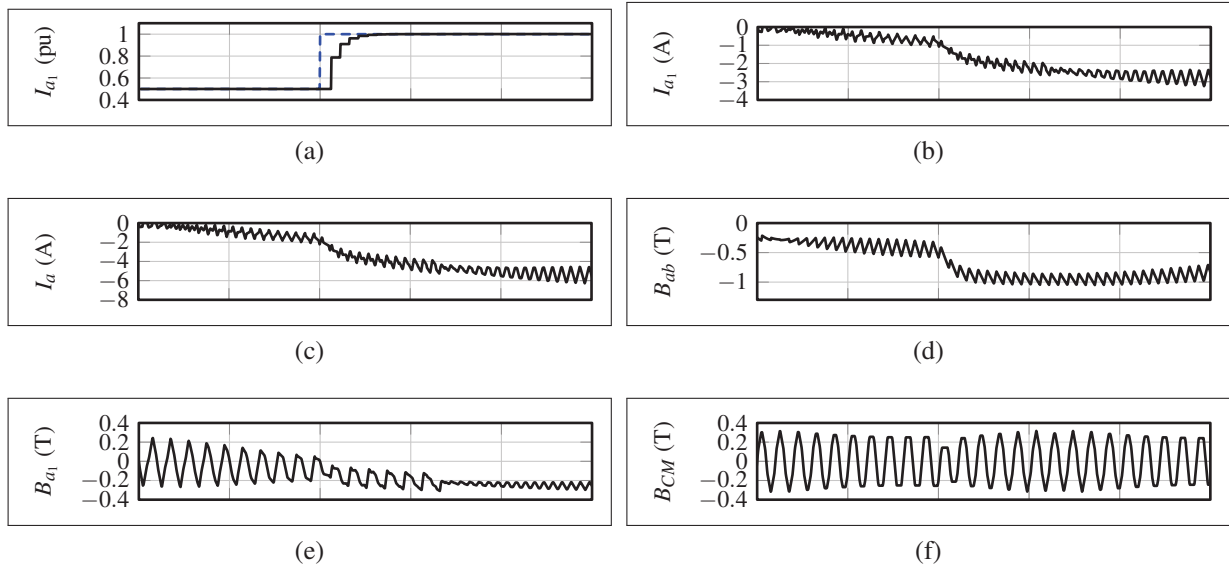 I_{a_1} (pu)
1
0.8
0.6
0.4
(a)
I_{a_1} (A)
0
−1
−2
−3
−4
(b)
I_a (A)
0
−2
−4
−6
−8
(c)
B_{ab} (T)
0
−0.5
−1
(d)
B_{a_1} (T)
0.4
0.2
0
−0.2
−0.4
(e)
B_{CM} (T)
0.4
0.2
0
−0.2
−0.4
(f)